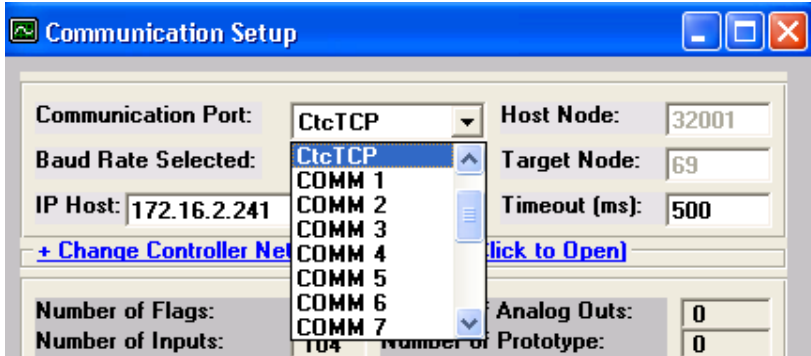 Communication Setup
Communication Port: CtcTCP Host Node: 32001
Baud Rate Selected: CtcTCP Target Node: 69
COMM 1
IP Host: 172.16.2.241 COMM 2 Timeout (ms): 500
COMM 3
+ Change Controller Net COMM 4 lick to Open)
COMM 5
Number of Flags: COMM 6 Analog Outs: 0
Number of Inputs: 104 COMM 7 Number of Prototype: 0